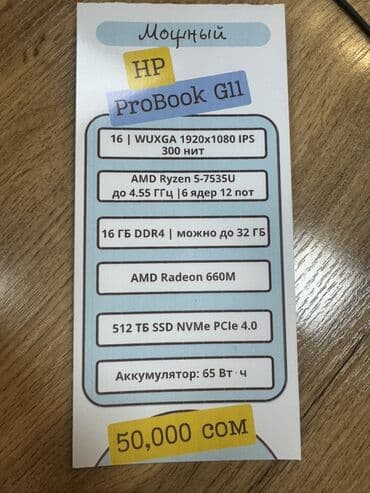 Мощный
HP
ProBook G11
16 | WUXGA 1920x1080 IPS
300 нит
AMD Ryzen 5-7535U
до 4.55 ГГц |6 ядер 12 пот
16 ГБ DDR4 | можно до 32 ГБ
AMD Radeon 660M
512 ТБ SSD NVMe PCIe 4.0
Аккумулятор: 65 Вт · ч
50,000 сом